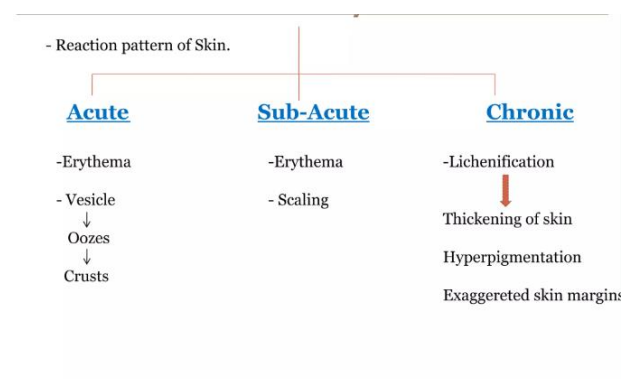 - Reaction pattern of Skin.
Acute
Sub-Acute
Chronic
-Erythema
- Vesicle
Oozes
Crusts
-Erythema
- Scaling
-Lichenification
Thickening of skin
Hyperpigmentation
Exaggereted skin margins